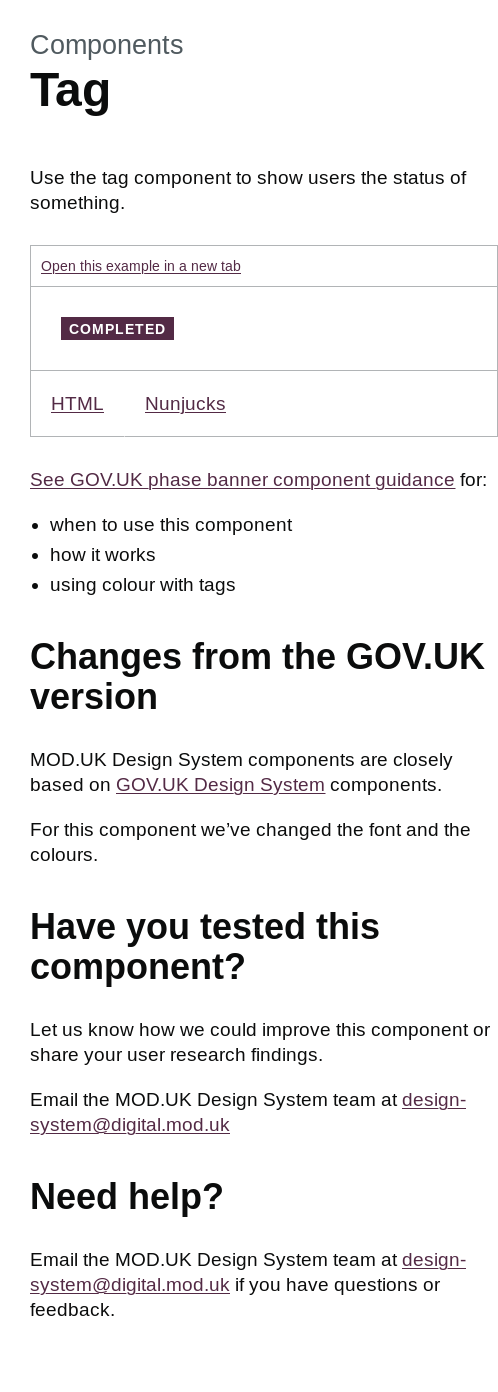 Components
Tag
Use the tag component to show users the status of
something.
Open this example in a new tab
COMPLETED
HTML Nunjucks
See GOV.UK phase banner component guidance for:
• when to use this component
• how it works
• using colour with tags
Changes from the GOV.UK
version
MOD.UK Design System components are closely
based on GOV.UK Design System components.
For this component we’ve changed the font and the
colours.
Have you tested this
component?
Let us know how we could improve this component or
share your user research findings.
Email the MOD.UK Design System team at design-
system@digital.mod.uk
Need help?
Email the MOD.UK Design System team at design-
system@digital.mod.uk if you have questions or
feedback.